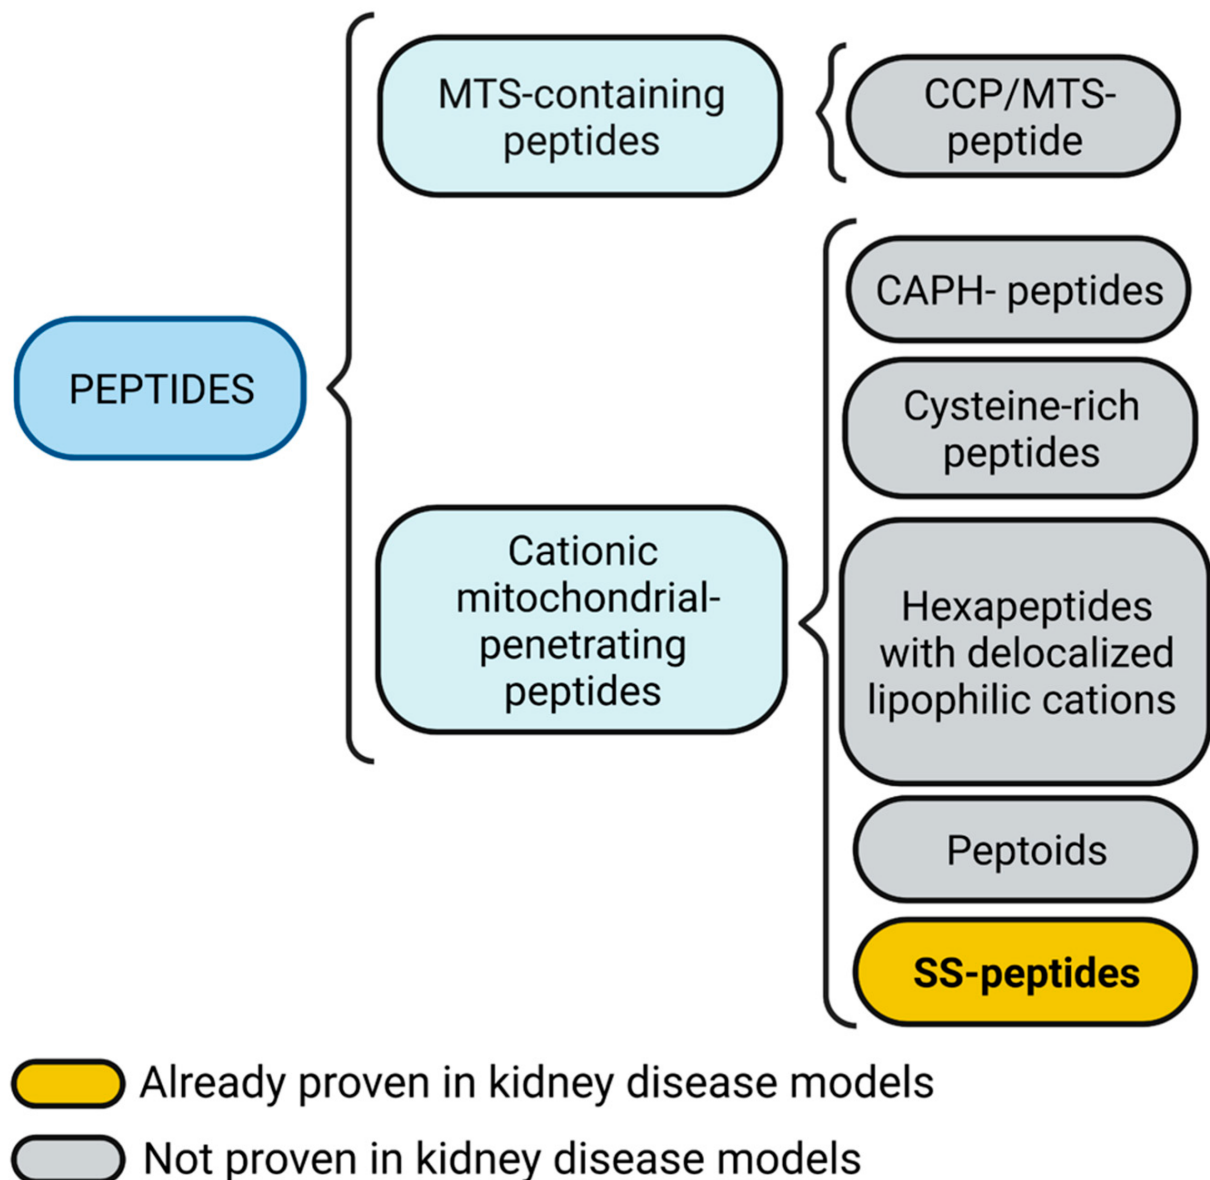 MTS-containing
peptides
CCP/MTS-
peptide
CAPH- peptides
PEPTIDES
Cysteine-rich
peptides
Cationic
mitochondrial-
penetrating
peptides
Hexapeptides
with delocalized
lipophilic cations
Peptoids
SS-peptides
Already proven in kidney disease models
Not proven in kidney disease models